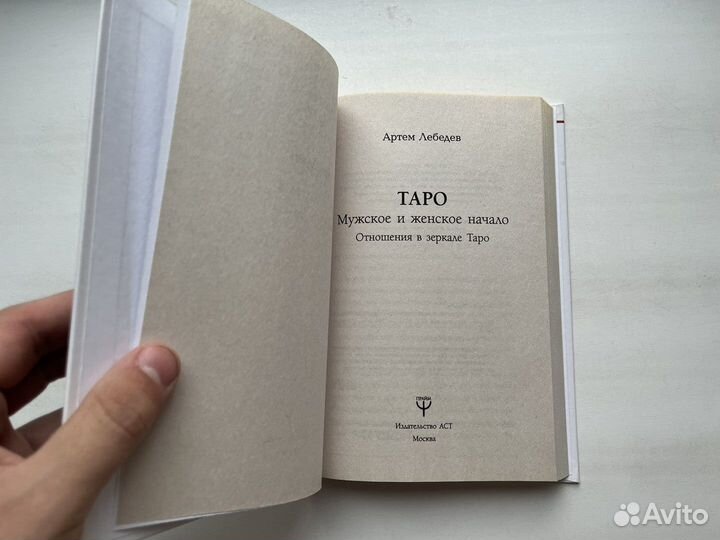 Артем Лебедев
ТАРО
Мужское и женское начало
Отношения в зеркале Таро
ПРАЙМ
Издательство АСТ
Москва
Avito